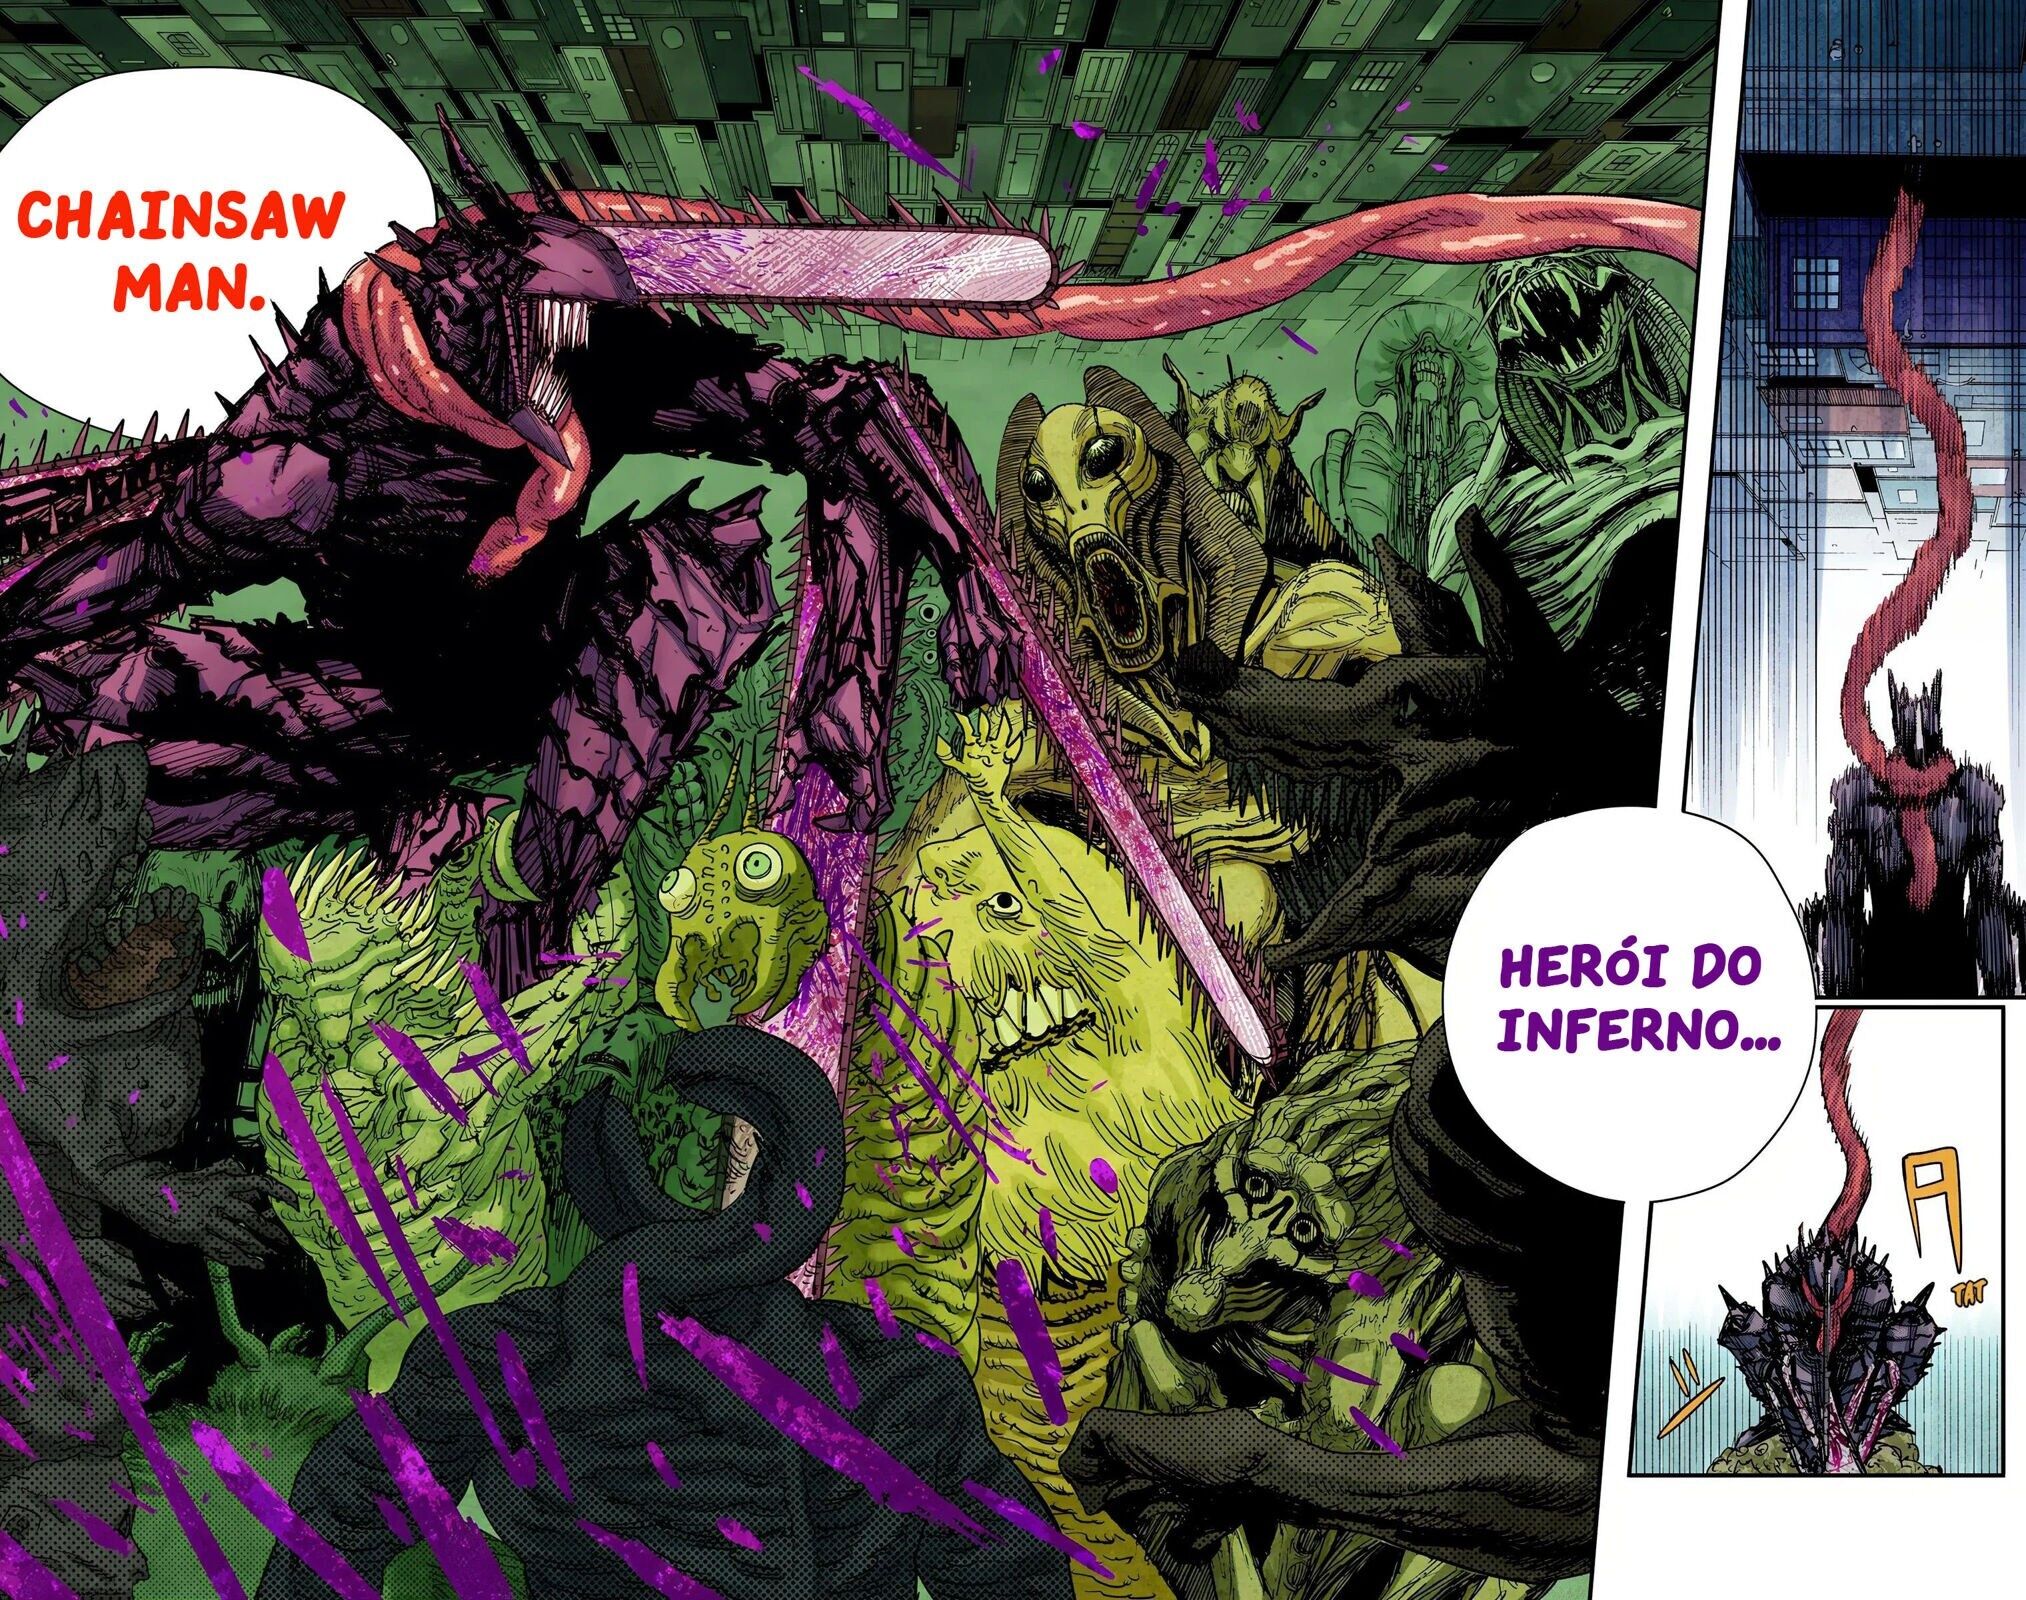 HERÓI DO
INFERNO...
TAT
CHAINSAW
MAN.